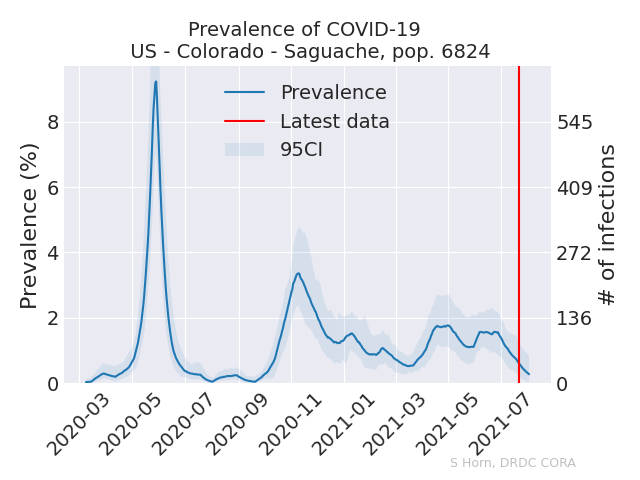 Prevalence of COVID-19
US - Colorado - Saguache, pop. 6824
Prevalence
Latest data
95CI
Prevalence (%)
8
6
4
2
0
545
409
272
136
0
# of infections
2020-03
2020-05
2020-07
2020-09
2020-11
2021-01
2021-03
2021-05
2021-07
S Horn, DRDC CORA